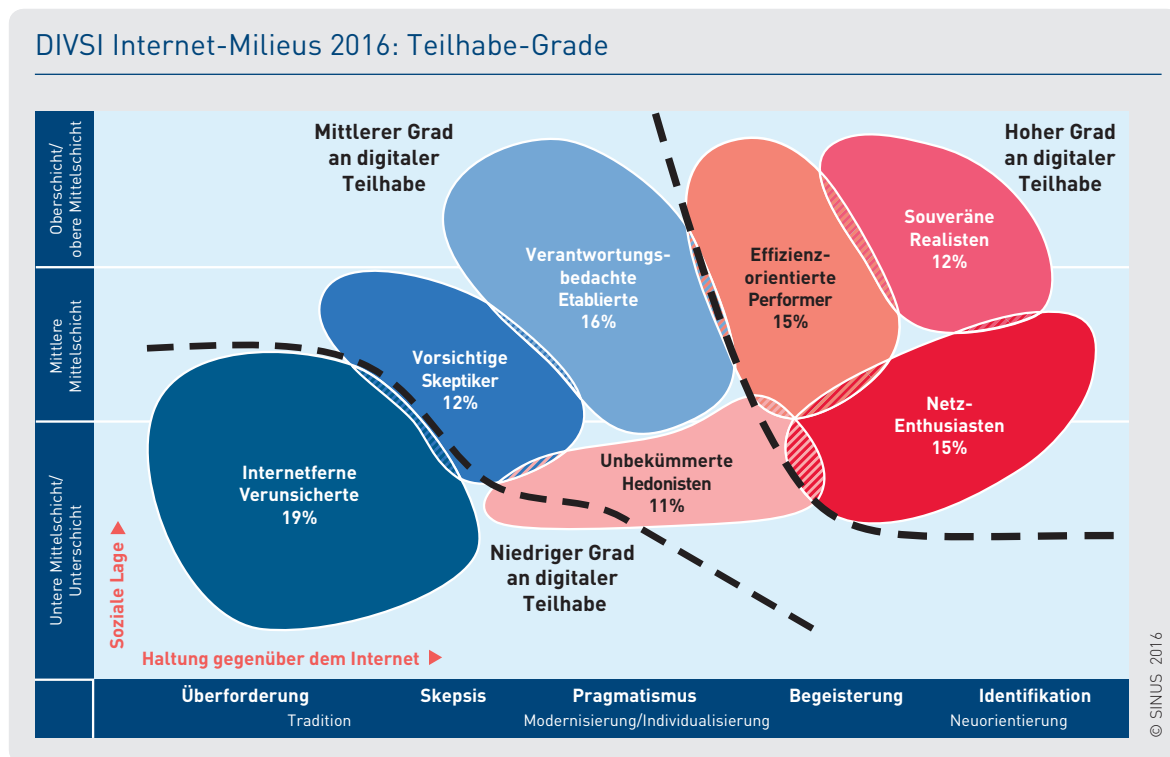 DIVSI Internet-Milieus 2016: Teilhabe-Grade
Oberschicht/
obere Mittelschicht
Mittlere
Mittelschicht
Untere Mittelschicht/
Unterschicht
Soziale Lage
Haltung gegenüber dem Internet
Mittlerer Grad
an digitaler
Teilhabe
Hoher Grad
an digitaler
Teilhabe
Niedriger Grad
an digitaler
Teilhabe
Verantwortungs-
bedachte
Etablierte
16%
Effizienz-
orientierte
Performer
15%
Souveräne
Realisten
12%
Vorsichtige
Skeptiker
12%
Netz-
Enthusiasten
15%
Unbekümmerte
Hedonisten
11%
Internetferne
Verunsicherte
19%
Überforderung
Skepsis
Pragmatismus
Begeisterung
Identifikation
Tradition
Modernisierung/Individualisierung
Neuorientierung
© SINUS 2016